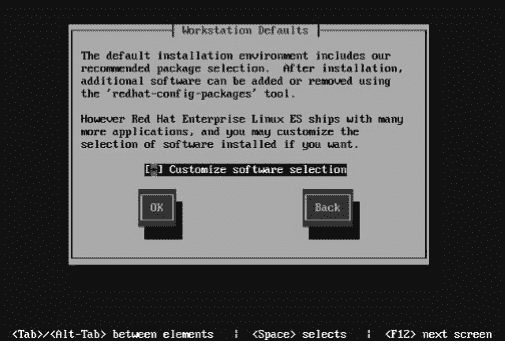 Workstation Defaults
The default installation environment includes our
recommended package selection. After installation,
additional software can be added or removed using
the 'redhat-config-packages' tool.
However Red Hat Enterprise Linux ES ships with many
more applications, and you may customize the
selection of software installed if you want.
[*] Customize software selection
OK Back
<Tab>/<Alt-Tab> between elements | <Space> selects | <F12> next screen